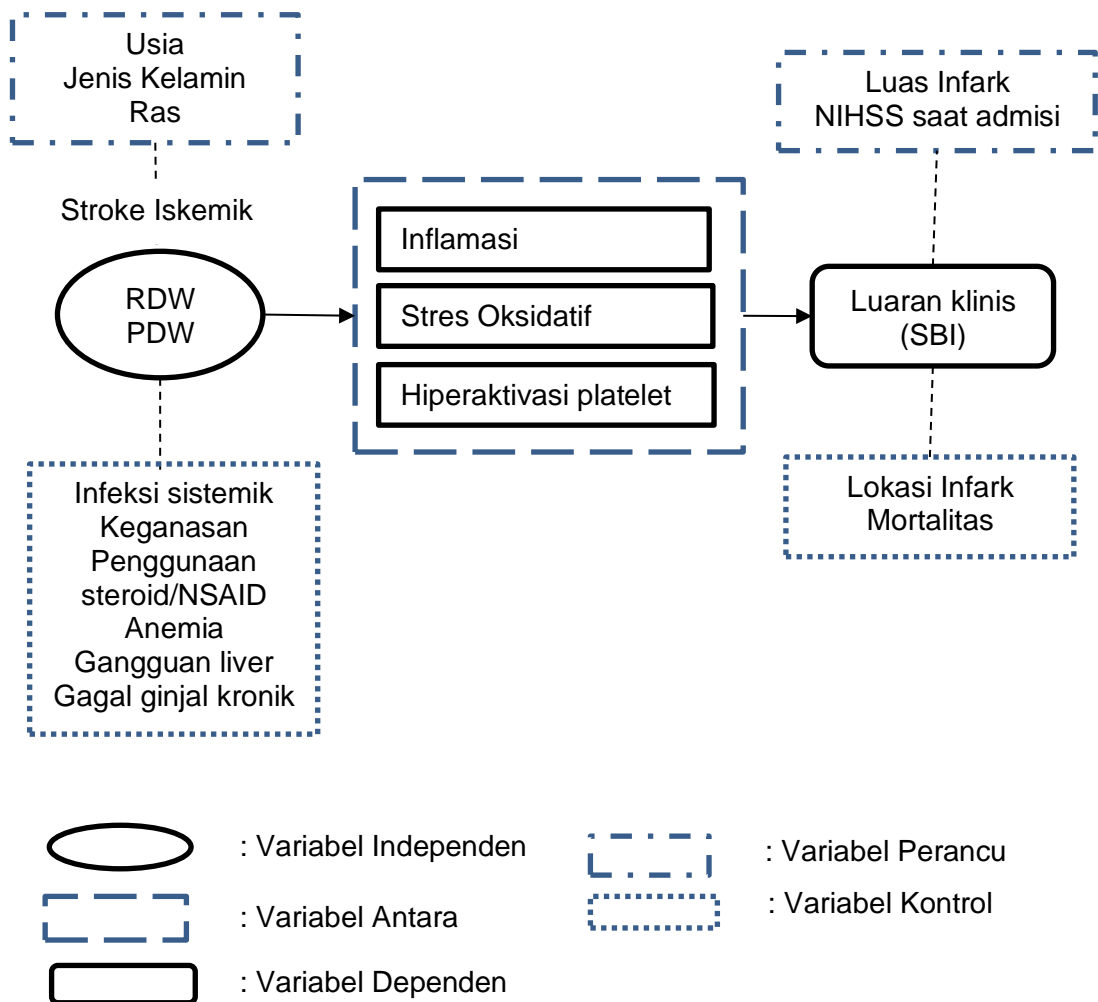 Usia
Jenis Kelamin
Ras
Luas Infark
NIHSS saat admisi
Stroke Iskemik
RDW
PDW
Inflamasi
Stres Oksidatif
Hiperaktivasi platelet
Luaran klinis
(SBI)
Infeksi sistemik
Keganasan
Penggunaan
steroid/NSAID
Anemia
Gangguan liver
Gagal ginjal kronik
Lokasi Infark
Mortalitas
: Variabel Independen
: Variabel Antara
: Variabel Dependen
: Variabel Perancu
: Variabel Kontrol